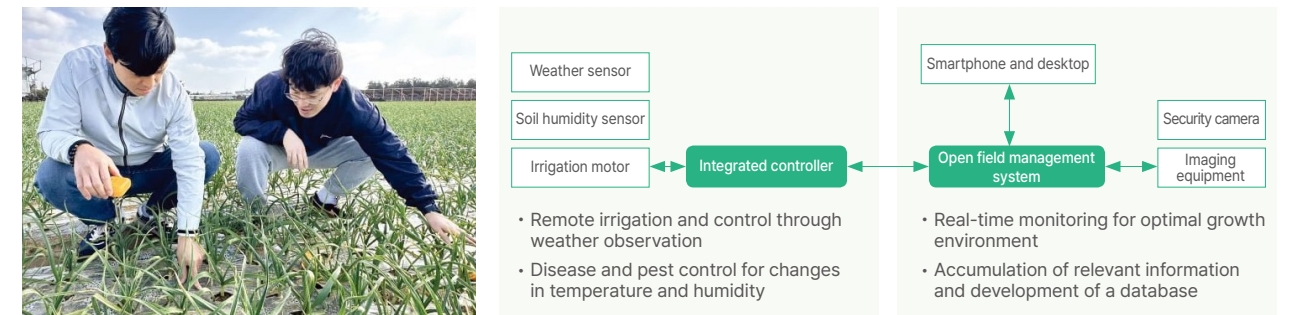 Weather sensor
Soil humidity sensor
Irrigation motor
Integrated controller
• Remote irrigation and control through
weather observation
• Disease and pest control for changes
in temperature and humidity
Smartphone and desktop
Open field management
system
Security camera
Imaging
equipment
• Real-time monitoring for optimal growth
environment
• Accumulation of relevant information
and development of a database